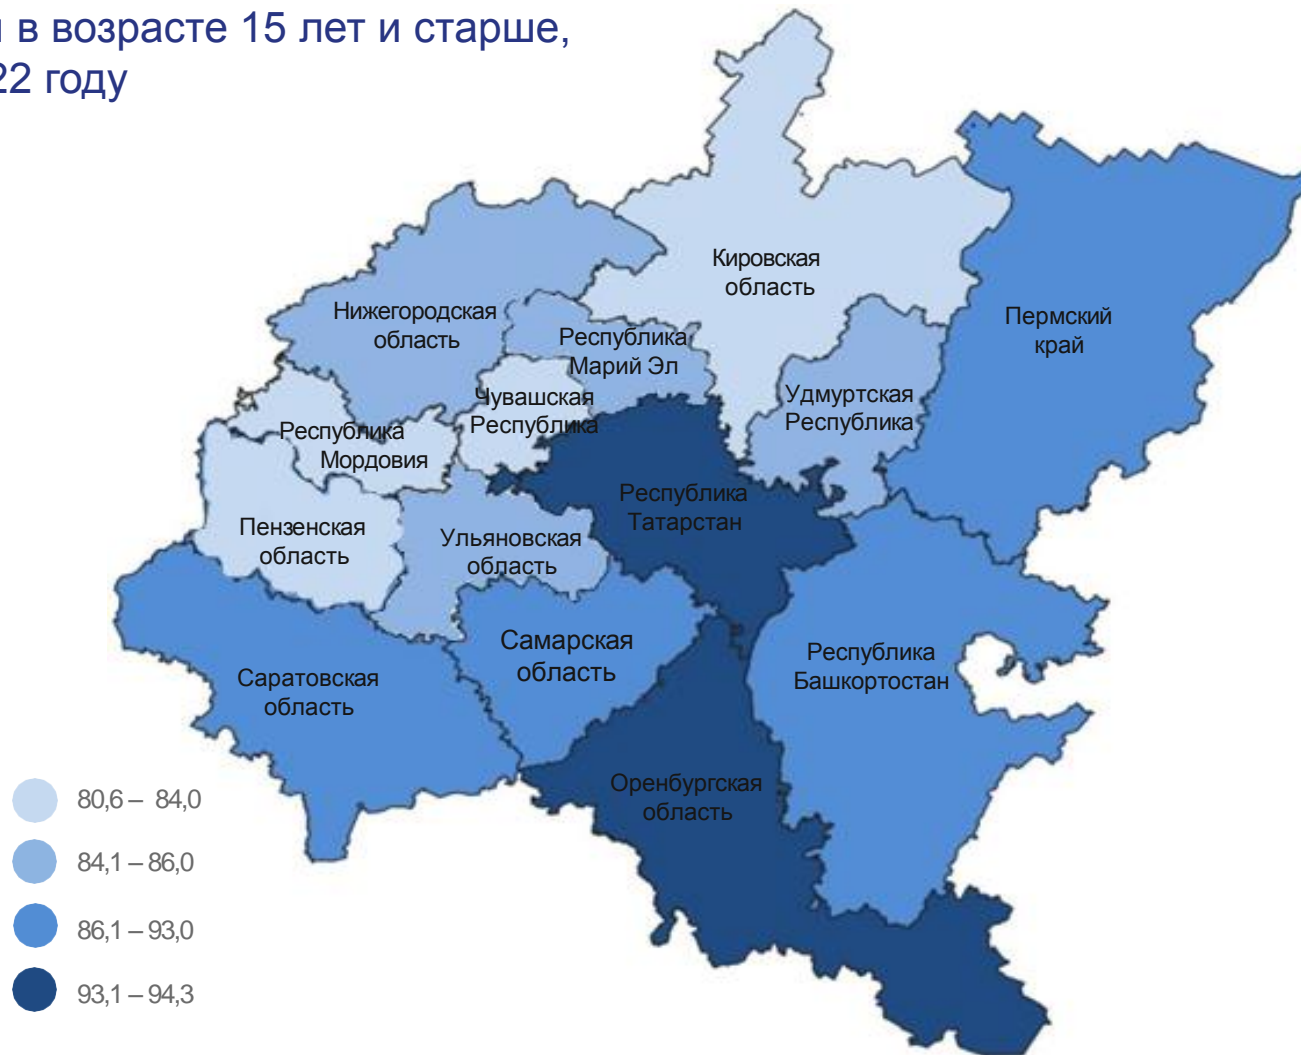 в возрасте 15 лет и старше,
22 году
Кировская
область
Нижегородская
область
Пермский
край
Республика
Марий Эл
Чувашская
Республика
Удмуртская
Республика
Республика
Мордовия
Республика
Татарстан
Пензенская
область
Ульяновская
область
Самарская
область
Республика
Башкортостан
Саратовская
область
Оренбургская
область
80,6 – 84,0
84,1 – 86,0
86,1 – 93,0
93,1 – 94,3